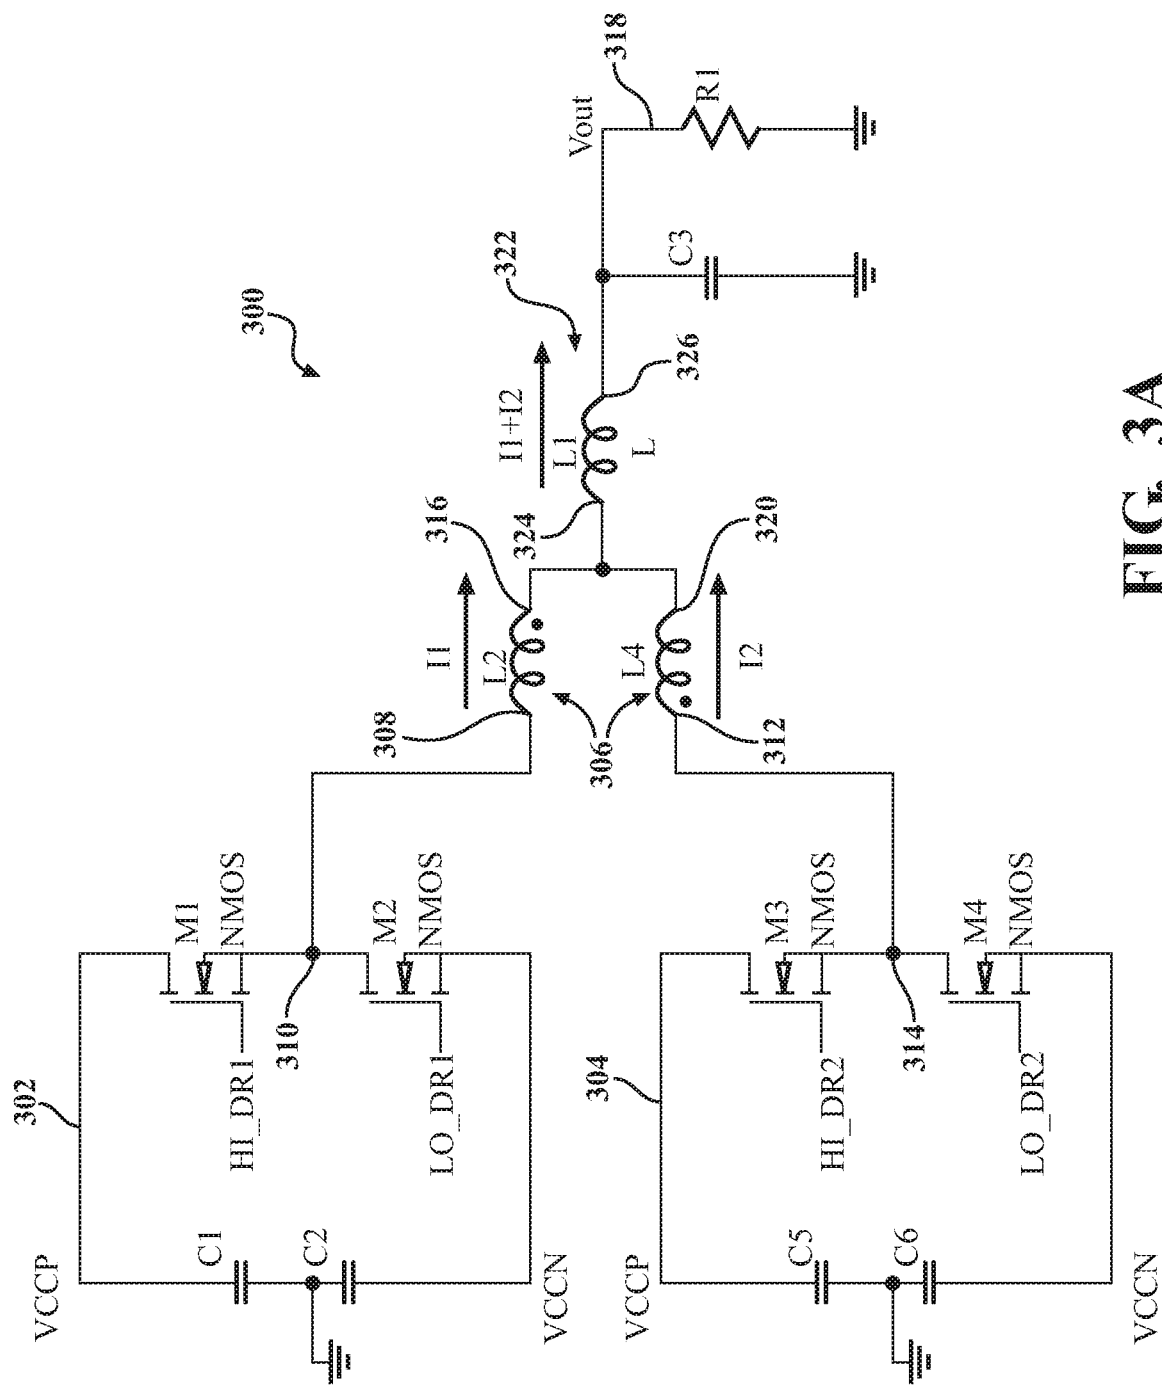 300
302
VCCP
C1
C2
VCCN
HI_DR1
M1
NMOS
310
LO_DR1
M2
NMOS
308
I1
L2
316
306
324
I1+I2
L1
L
322
326
Vout
318
C3
R1
304
VCCP
C5
C6
VCCN
HI_DR2
M3
NMOS
314
LO_DR2
M4
NMOS
312
L4
I2
320
FIG. 3A